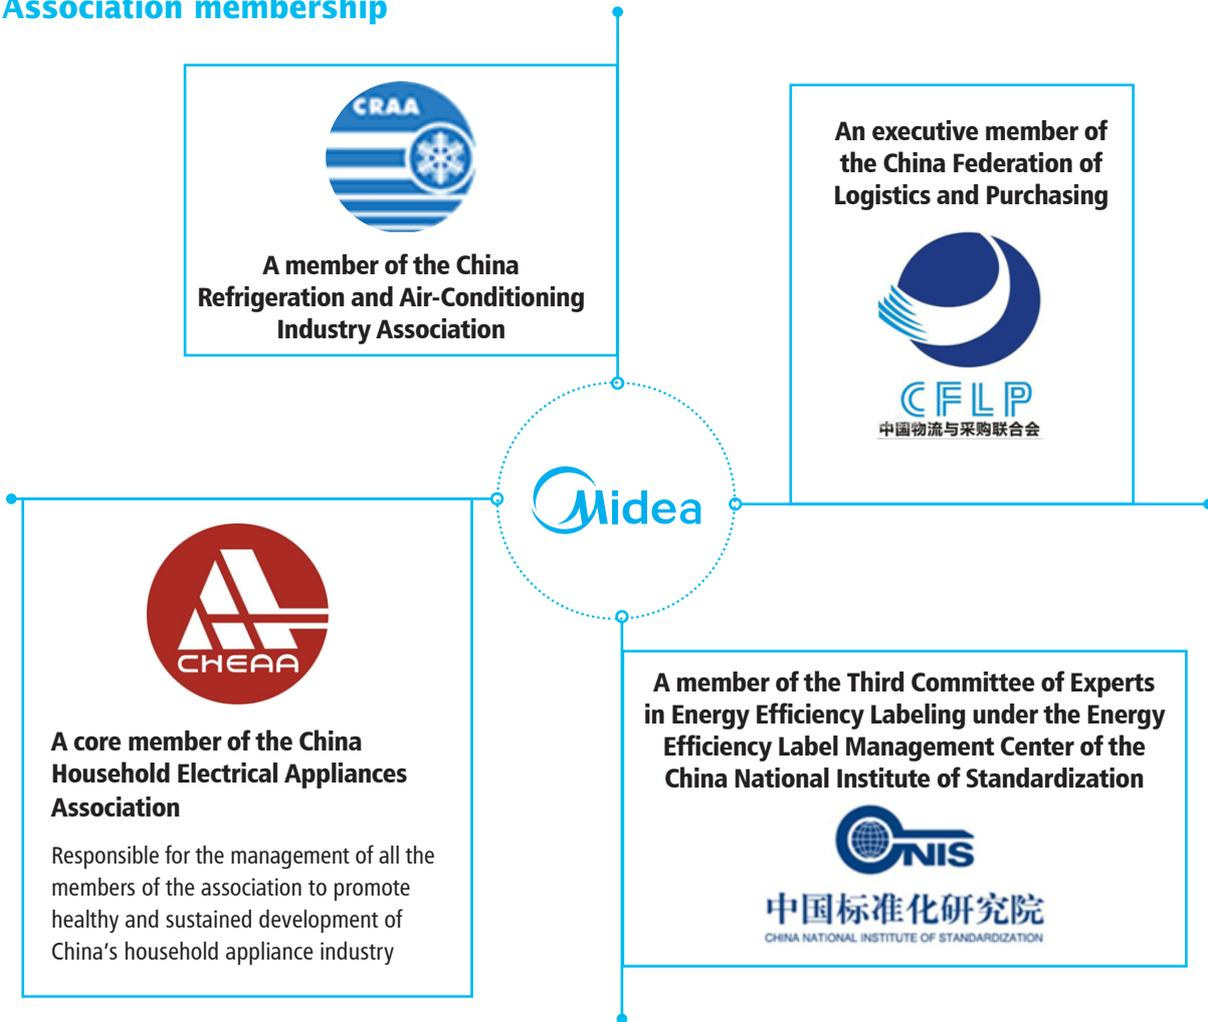 Association membership
CRAA
A member of the China
Refrigeration and Air-Conditioning
Industry Association
An executive member of
the China Federation of
Logistics and Purchasing
CFLP
中国物流与采购联合会
Midea
CHEAA
A core member of the China
Household Electrical Appliances
Association
Responsible for the management of all the
members of the association to promote
healthy and sustained development of
China’s household appliance industry
A member of the Third Committee of Experts
in Energy Efficiency Labeling under the Energy
Efficiency Label Management Center of the
China National Institute of Standardization
CNIS
中国标准化研究院
CHINA NATIONAL INSTITUTE OF STANDARDIZATION